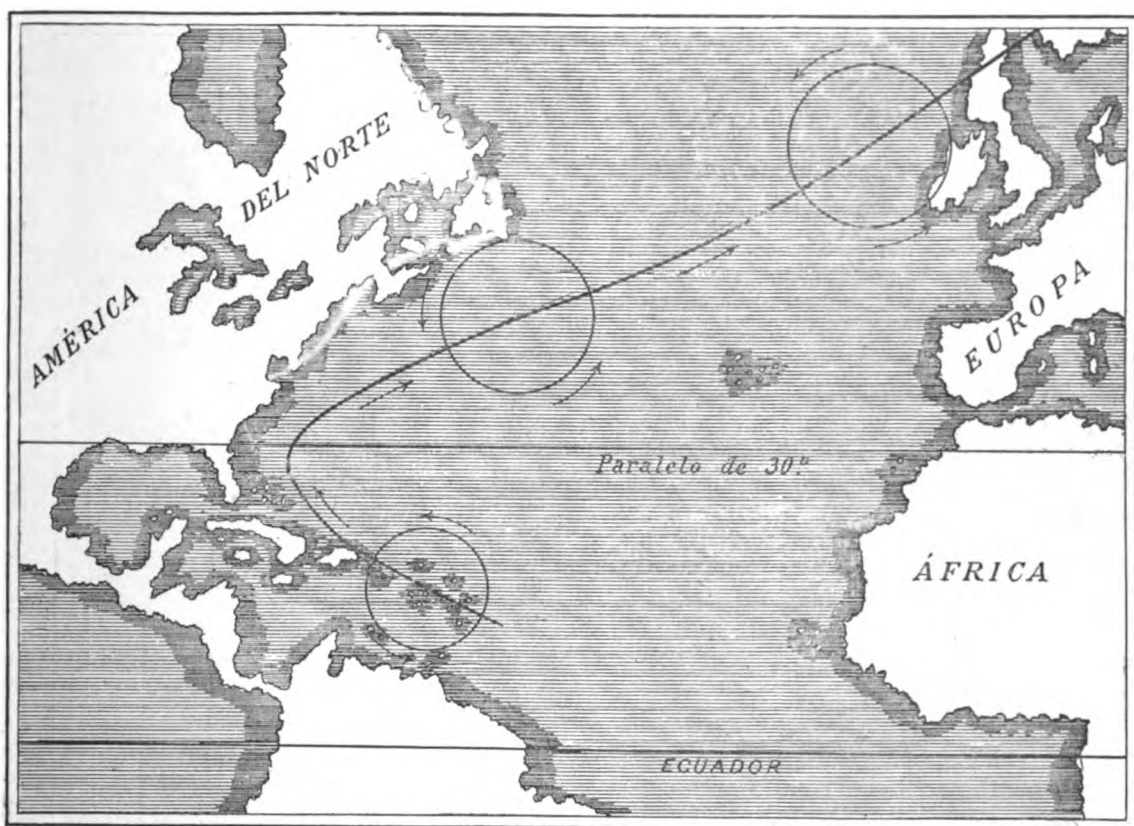 AMÉRICA
DEL NORTE
EUROPA
Paralelo de 30.º
ÁFRICA
ECUADOR